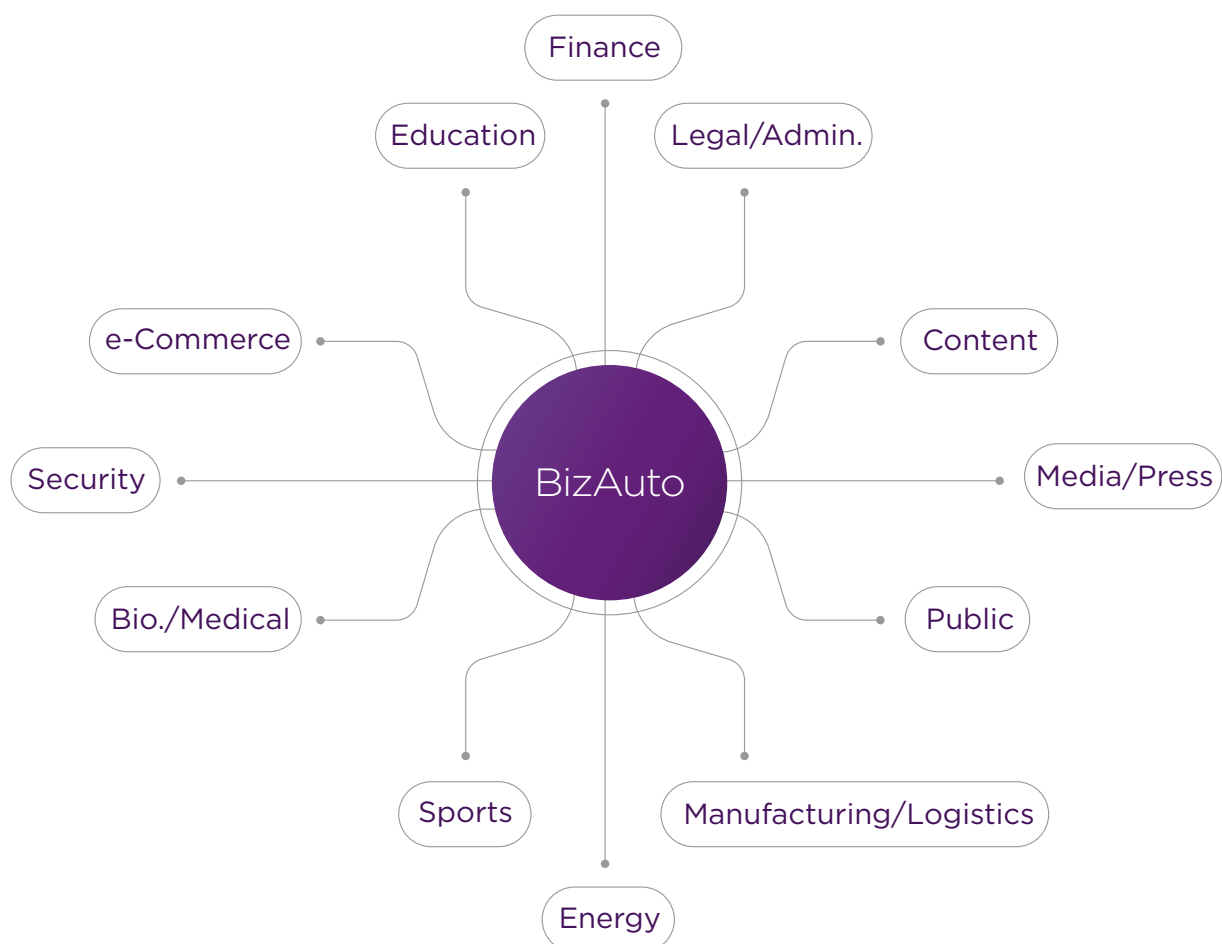 Finance
Education
Legal/Admin.
e-Commerce
Content
Security
BizAuto
Media/Press
Bio./Medical
Public
Sports
Manufacturing/Logistics
Energy